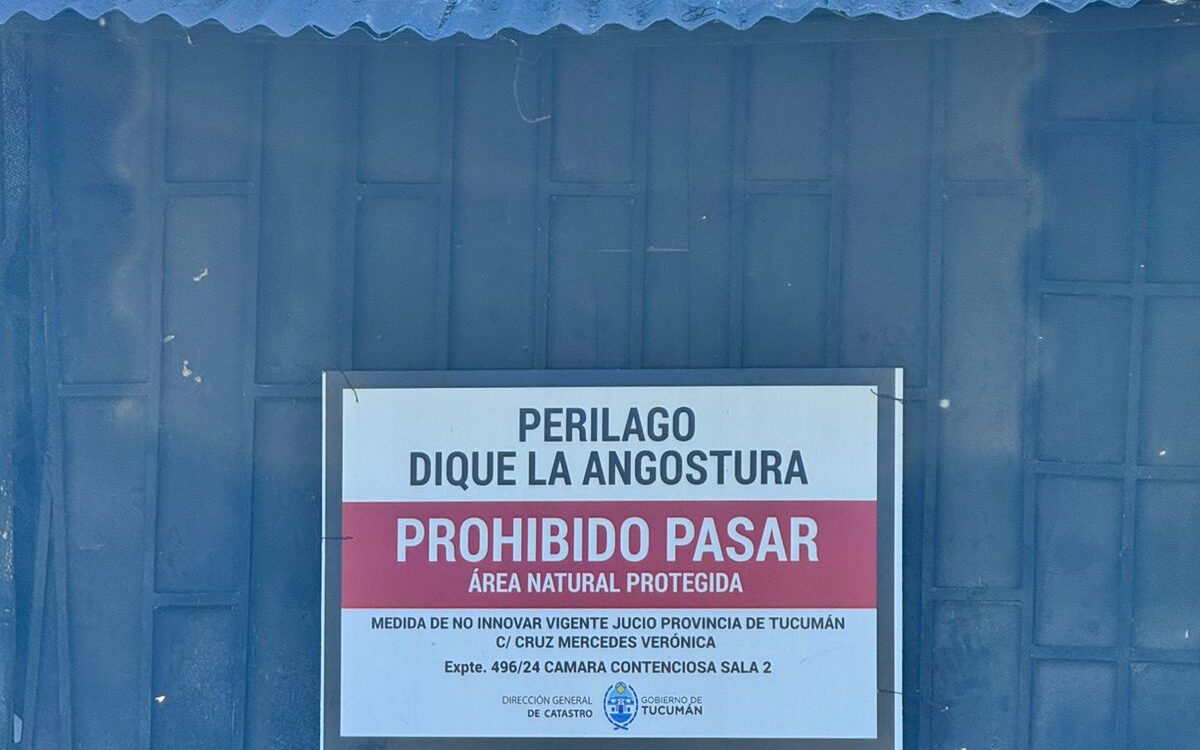 PERILAGO
DIQUE LA ANGOSTURA
PROHIBIDO PASAR
ÁREA NATURAL PROTEGIDA
MEDIDA DE NO INNOVAR VIGENTE JUCIO PROVINCIA DE TUCUMÁN
C/ CRUZ MERCEDES VERÓNICA
Expte. 496/24 CAMARA CONTENCIOSA SALA 2
DIRECCIÓN GENERAL
DE CATASTRO
GOBIERNO DE
TUCUMÁN